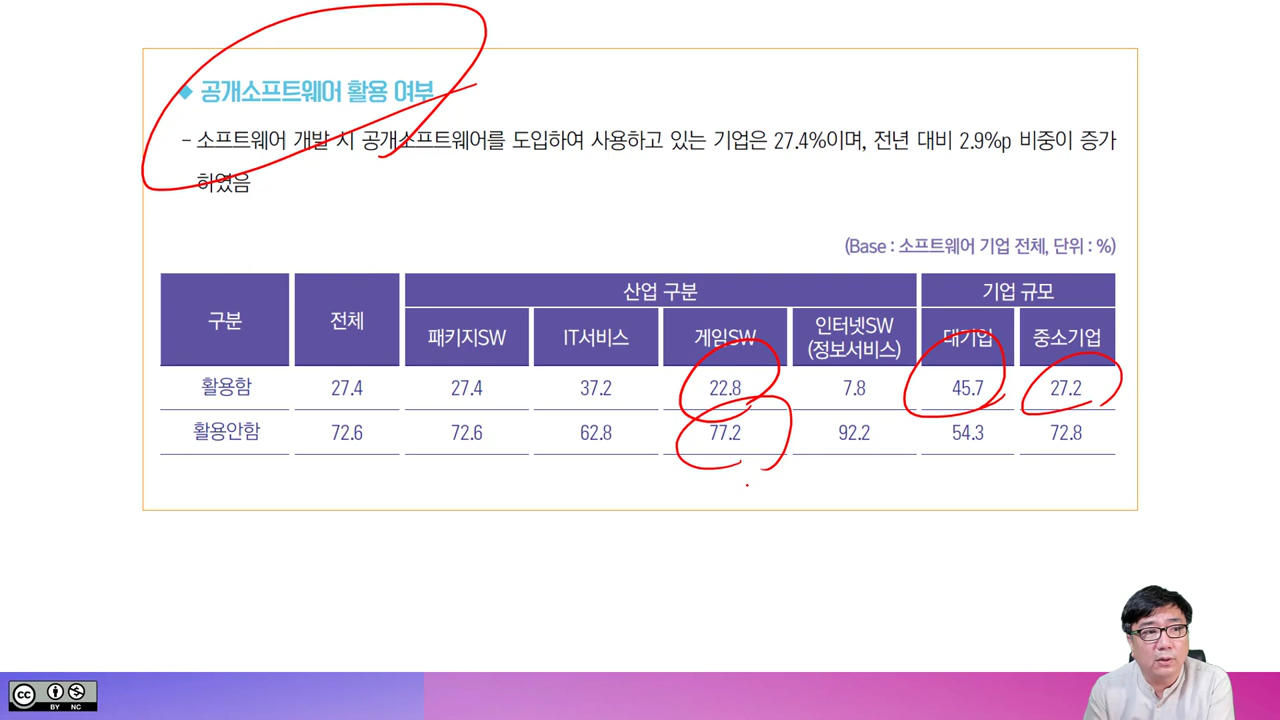 ◆ 공개소프트웨어 활용 여부
– 소프트웨어 개발 시 공개소프트웨어를 도입하여 사용하고 있는 기업은 27.4%이며, 전년 대비 2.9%p 비중이 증가
하였음
(Base : 소프트웨어 기업 전체, 단위 : %)
구분 전체 산업 구분 기업 규모
패키지SW IT서비스 게임SW 인터넷SW (정보서비스) 대기업 중소기업
활용함 27.4 27.4 37.2 22.8 7.8 45.7 27.2
활용안함 72.6 72.6 62.8 77.2 92.2 54.3 72.8
cc BY NC